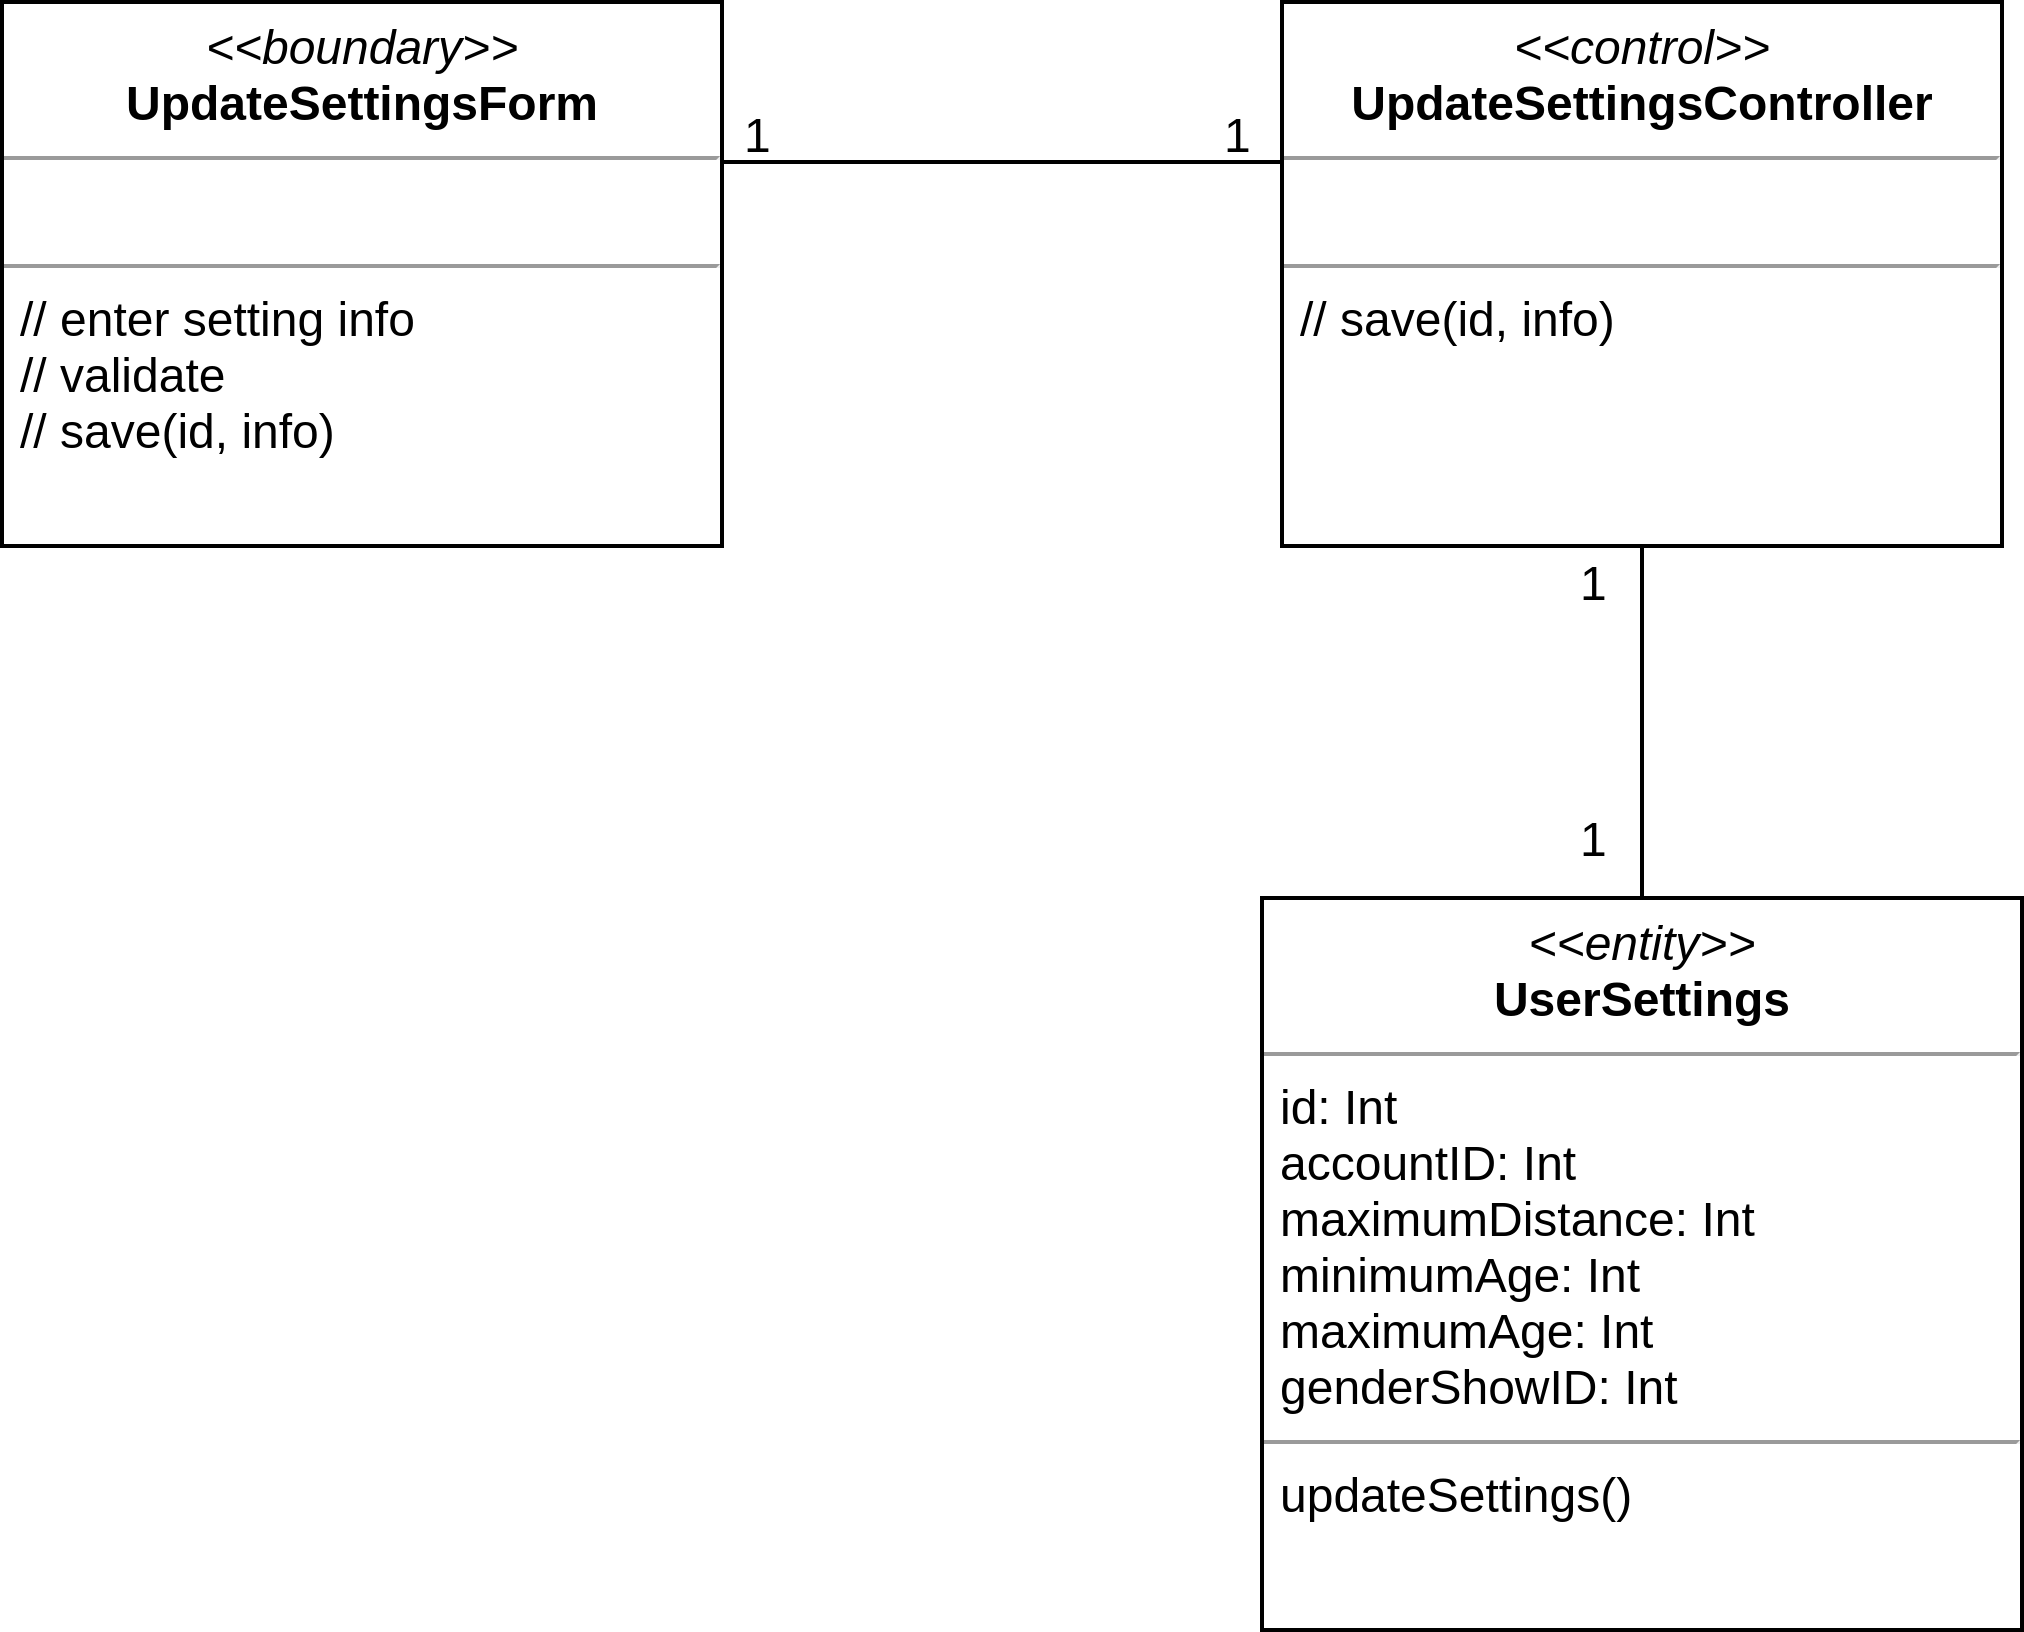 <<boundary>>
UpdateSettingsForm
// enter setting info
// validate
// save(id, info)
1
1
<<control>>
UpdateSettingsController
// save(id, info)
1
1
<<entity>>
UserSettings
id: Int
accountID: Int
maximumDistance: Int
minimumAge: Int
maximumAge: Int
genderShowID: Int
updateSettings()